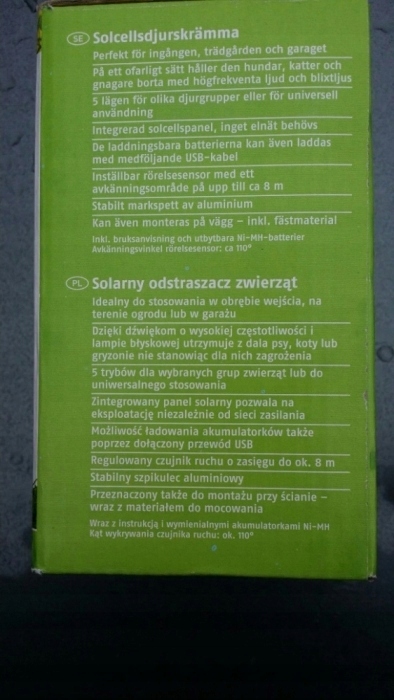 SE Solcellsdjurskrämma
Perfekt för ingången, trädgården och garaget
På ett ofarligt sätt håller den hundar, katter och
gnagare borta med högfrekventa ljud och blixtljus
5 lägen för olika djurgrupper eller för universell
användning
Integrerad solcellspanel, inget elnät behövs
De laddningsbara batterierna kan även laddas
med medföljande USB-kabel
Inställbar rörelsesensor med ett
avkänningsområde på upp till ca 8 m
Stabilt markspett av aluminium
Kan även monteras på vägg – inkl. fästmaterial
Inkl. bruksanvisning och utbytbara Ni-MH-batterier
Avkänningsvinkel rörelsesensor: ca 110°
PL Solarny odstraszacz zwierząt
Idealny do stosowania w obrębie wejścia, na
terenie ogrodu lub w garażu
Dzięki dźwiękom o wysokiej częstotliwości i
lampie błyskowej utrzymuje z dala psy, koty lub
gryzonie nie stanowiąc dla nich zagrożenia
5 trybów dla wybranych grup zwierząt lub do
uniwersalnego stosowania
Zintegrowany panel solarny pozwala na
eksploatację niezależnie od sieci zasilania
Możliwość ładowania akumulatorków także
poprzez dołączony przewód USB
Regulowany czujnik ruchu o zasięgu do ok. 8 m
Stabilny szpikulec aluminiowy
Przeznaczony także do montażu przy ścianie –
wraz z materiałem do mocowania
Wraz z instrukcją i wymienialnymi akumulatorkami Ni-MH
Kąt wykrywania czujnika ruchu: ok. 110°